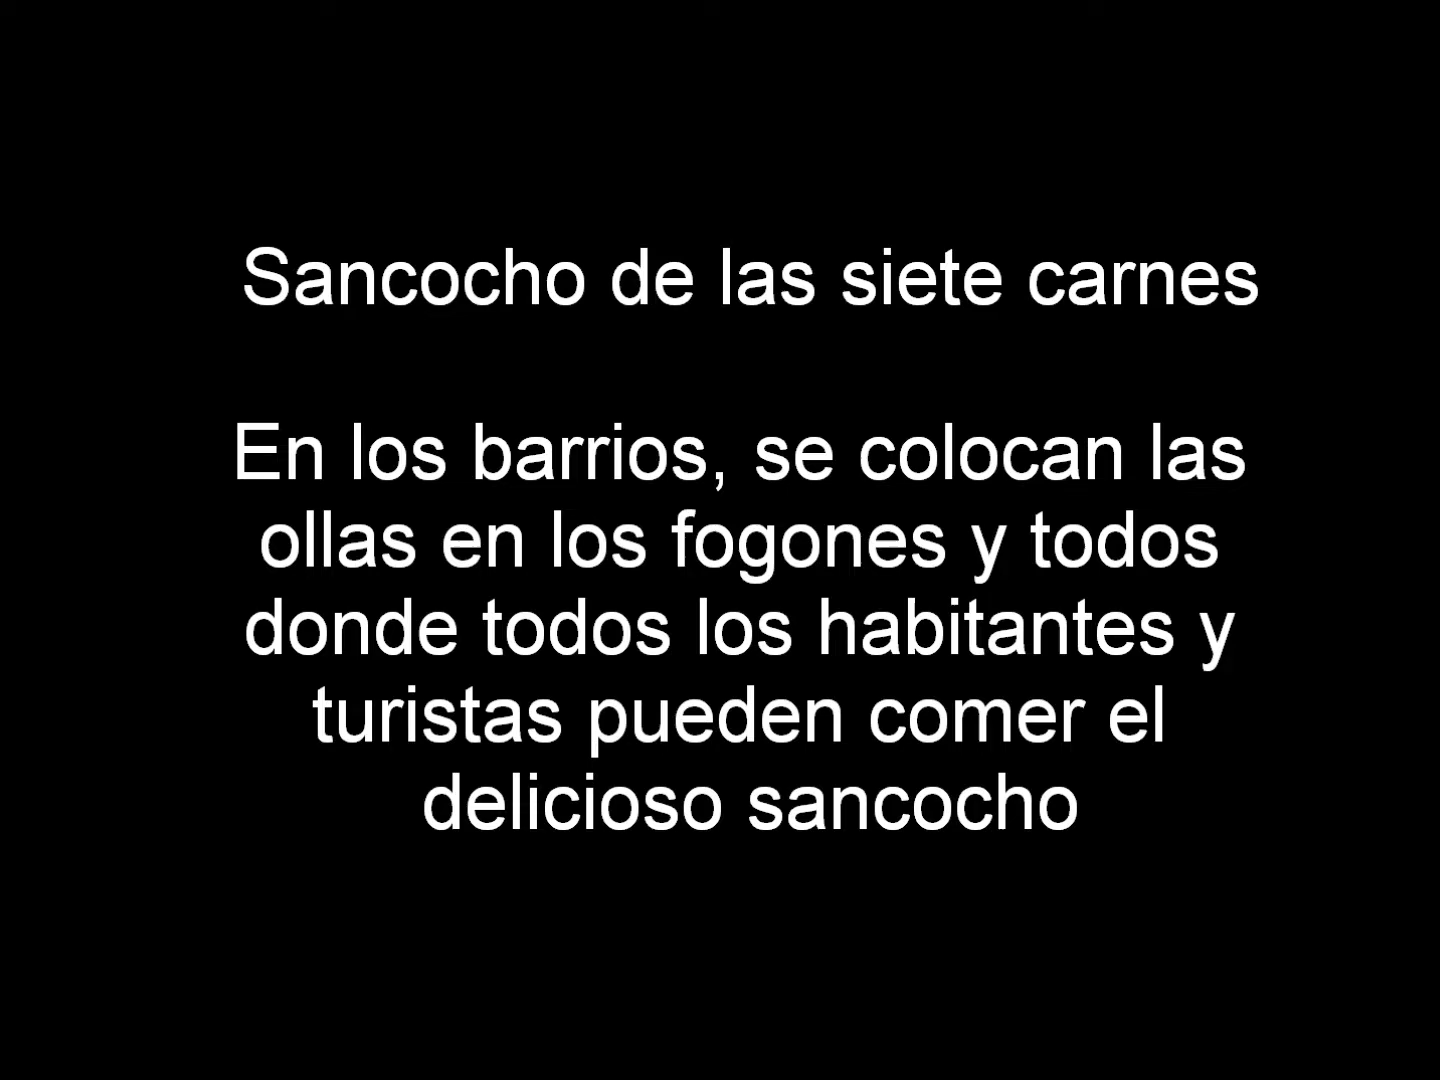 Sancocho de las siete carnes
En los barrios, se colocan las
ollas en los fogones y todos
donde todos los habitantes y
turistas pueden comer el
delicioso sancocho